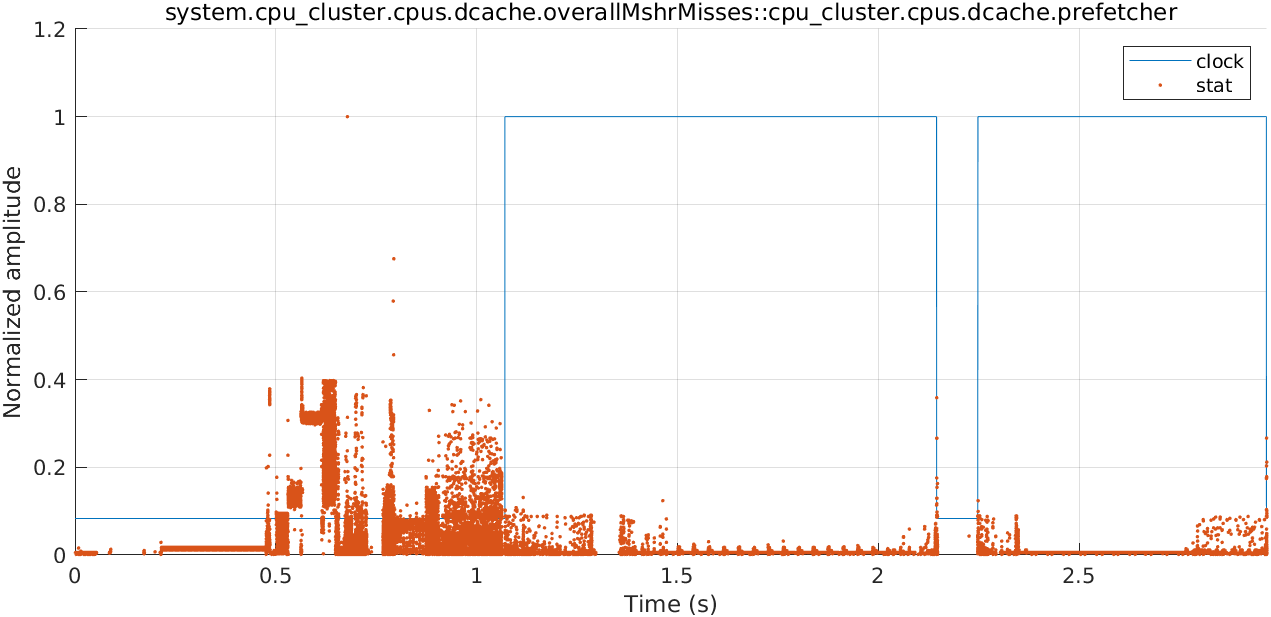 system.cpu_cluster.cpus.dcache.overallMshrMisses::cpu_cluster.cpus.dcache.prefetcher
1.2
1
0.8
0.6
0.4
0.2
0
Normalized amplitude
clock
stat
0 0.5 1 1.5 2 2.5
Time (s)